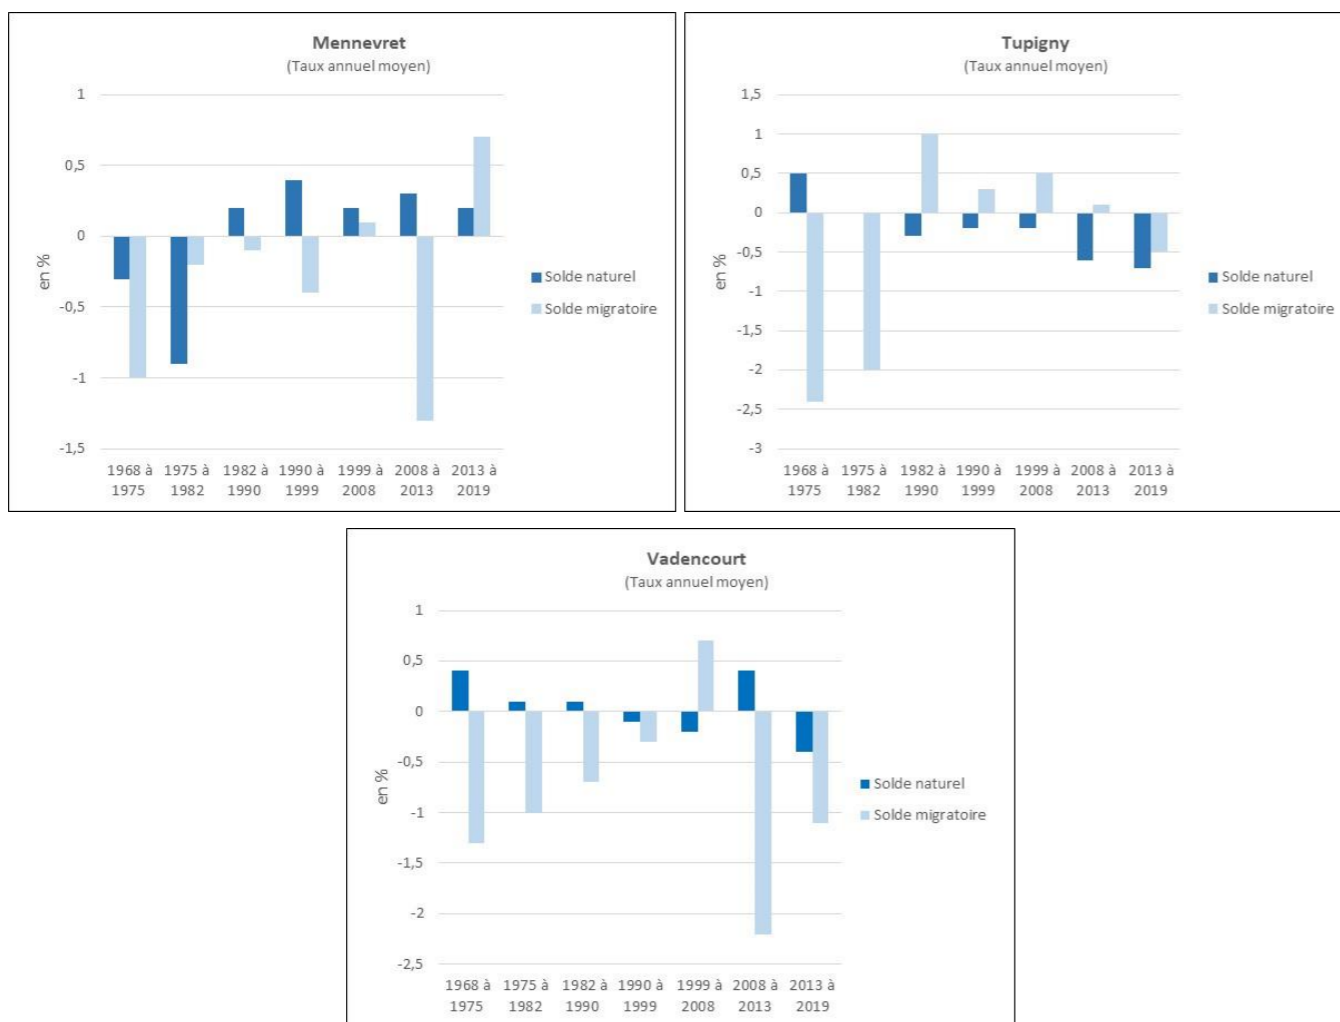 Mennevret
(Taux annuel moyen)
1
0,5
0
-0,5
-1
-1,5
en %
1968 à 1975 à 1982 à 1990 à 1999 à 2008 à 2013 à
1975 1982 1990 1999 2008 2013 2019
Solde naturel
Solde migratoire
Tupigny
(Taux annuel moyen)
1,5
1
0,5
0
-0,5
-1
-1,5
-2
-2,5
-3
en %
1968 à 1975 à 1982 à 1990 à 1999 à 2008 à 2013 à
1975 1982 1990 1999 2008 2013 2019
Solde naturel
Solde migratoire
Vadencourt
(Taux annuel moyen)
1
0,5
0
-0,5
-1
-1,5
-2
-2,5
en %
1968 à 1975 à 1982 à 1990 à 1999 à 2008 à 2013 à
1975 1982 1990 1999 2008 2013 2019
Solde naturel
Solde migratoire